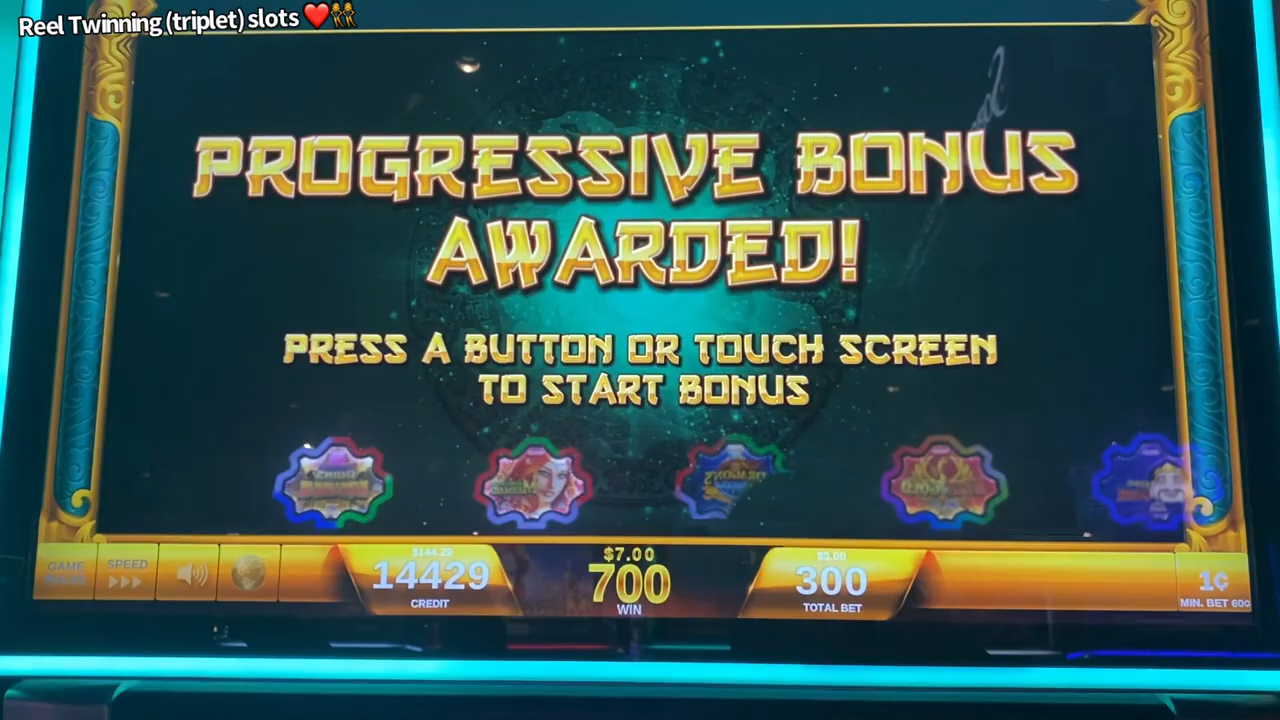 Reel Twinning (triplet) slots ❤️👯
PROGRESSIVE BONUS
AWARDED!
PRESS A BUTTON OR TOUCH SCREEN
TO START BONUS
GAME
SPEED
$144.29
14429
CREDIT
$7.00
700
WIN
$3.00
300
TOTAL BET
1¢
MIN. BET 60¢